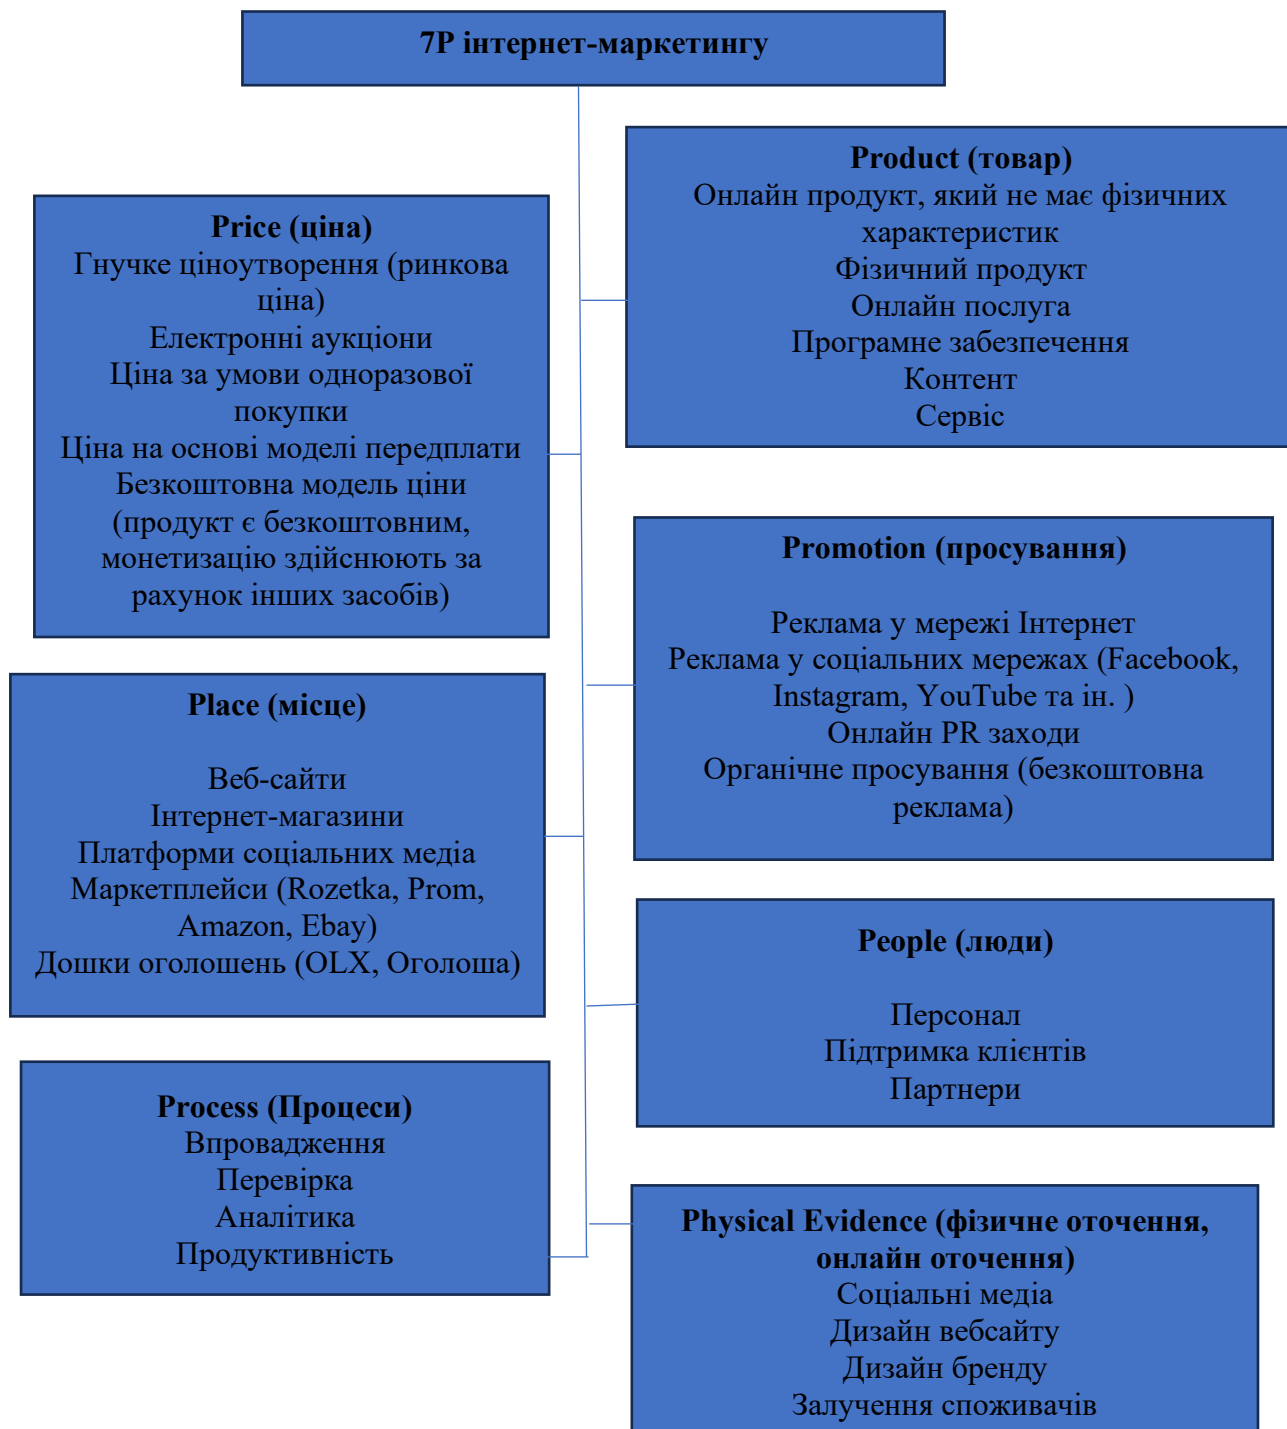 7P інтернет-маркетингу
Product (товар)
Онлайн продукт, який не має фізичних
характеристик
Фізичний продукт
Онлайн послуга
Програмне забезпечення
Контент
Сервіс
Price (ціна)
Гнучке ціноутворення (ринкова
ціна)
Електронні аукціони
Ціна за умови одноразової
покупки
Ціна на основі моделі передплати
Безкоштовна модель ціни
(продукт є безкоштовним,
монетизацію здійснюють за
рахунок інших засобів)
Promotion (просування)
Реклама у мережі Інтернет
Реклама у соціальних мережах (Facebook,
Instagram, YouTube та ін. )
Онлайн PR заходи
Органічне просування (безкоштовна
реклама)
Place (місце)
Веб-сайти
Інтернет-магазини
Платформи соціальних медіа
Маркетплейси (Rozetka, Prom,
Amazon, Ebay)
Дошки оголошень (OLX, Оголоша)
People (люди)
Персонал
Підтримка клієнтів
Партнери
Process (Процеси)
Впровадження
Перевірка
Аналітика
Продуктивність
Physical Evidence (фізичне оточення,
онлайн оточення)
Соціальні медіа
Дизайн вебсайту
Дизайн бренду
Залучення споживачів